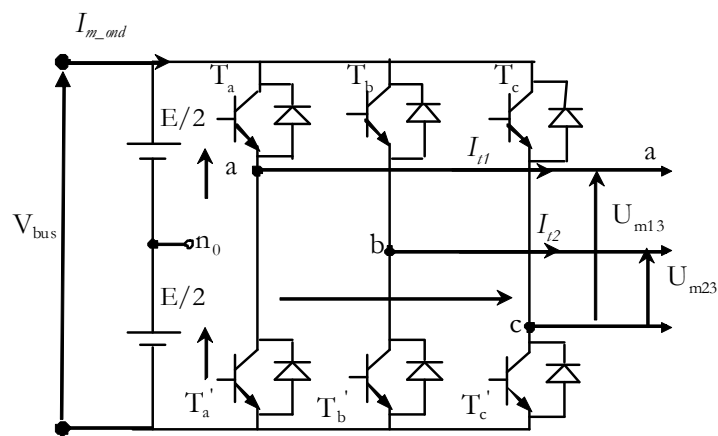 I_m_ond
T_a
T_b
T_c
E/2
I_t1
a
a
U_m13
V_bus
n_0
b
I_t2
U_m23
E/2
c
T_a'
T_b'
T_c'